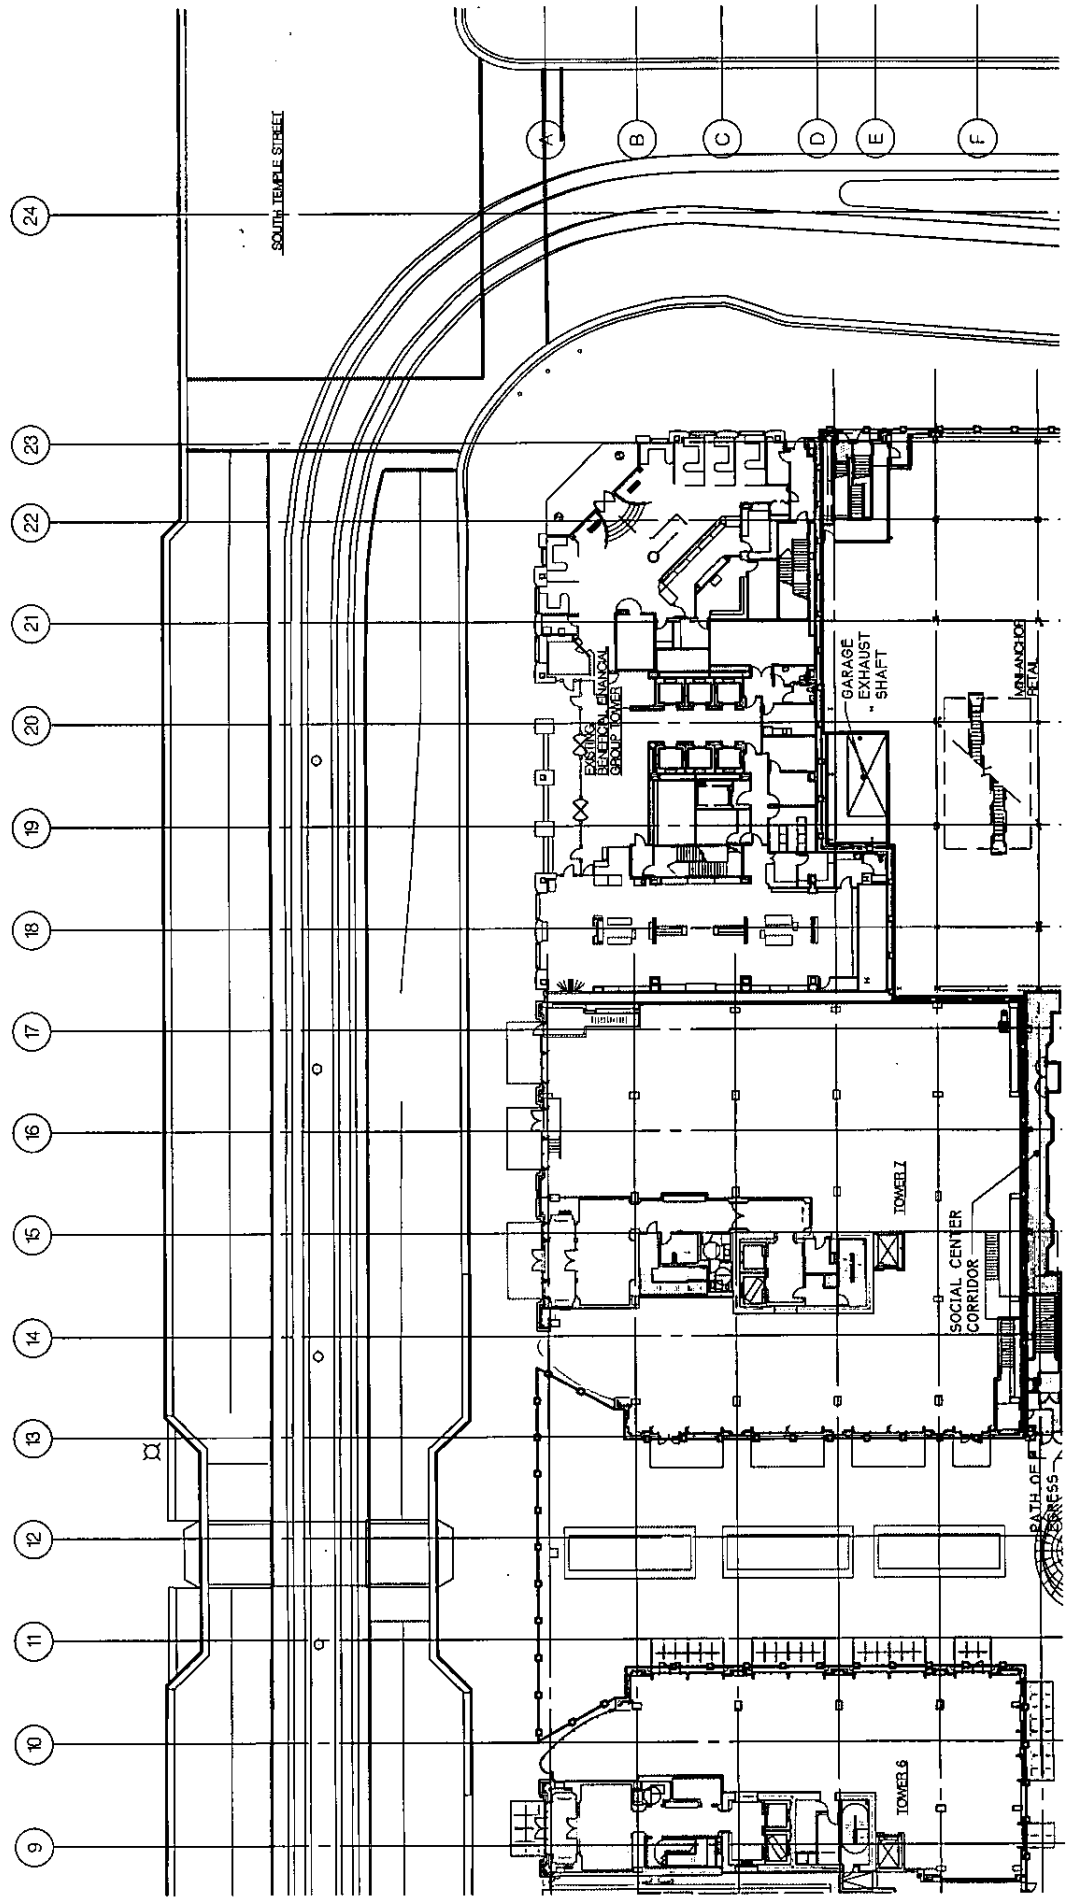 SOUTH TEMPLE STREET
A
B
C
D
E
F
24
23
22
21
20
19
18
17
16
15
14
13
12
11
10
9
EXISTING
BENEFICIAL FINANCIAL
GROUP TOWER
GARAGE
EXHAUST
SHAFT
MINI-ANCHOR
RETAIL
TOWER 7
SOCIAL CENTER
CORRIDOR
PATH OF
EGRESS
TOWER 6